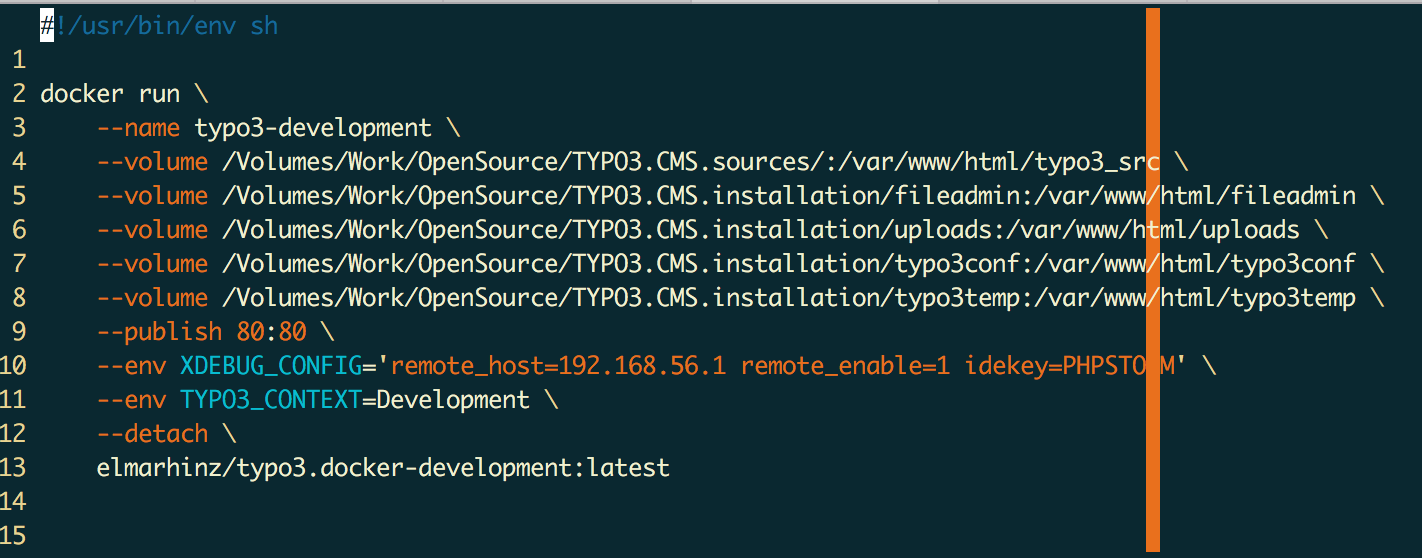 #!/usr/bin/env sh
1
2 docker run \
3 --name typo3-development \
4 --volume /Volumes/Work/OpenSource/TYPO3.CMS.sources/:/var/www/html/typo3_src \
5 --volume /Volumes/Work/OpenSource/TYPO3.CMS.installation/fileadmin:/var/www/html/fileadmin \
6 --volume /Volumes/Work/OpenSource/TYPO3.CMS.installation/uploads:/var/www/html/uploads \
7 --volume /Volumes/Work/OpenSource/TYPO3.CMS.installation/typo3conf:/var/www/html/typo3conf \
8 --volume /Volumes/Work/OpenSource/TYPO3.CMS.installation/typo3temp:/var/www/html/typo3temp \
9 --publish 80:80 \
10 --env XDEBUG_CONFIG='remote_host=192.168.56.1 remote_enable=1 idekey=PHPSTORM' \
11 --env TYPO3_CONTEXT=Development \
12 --detach \
13 elmarhinz/typo3.docker-development:latest
14
15